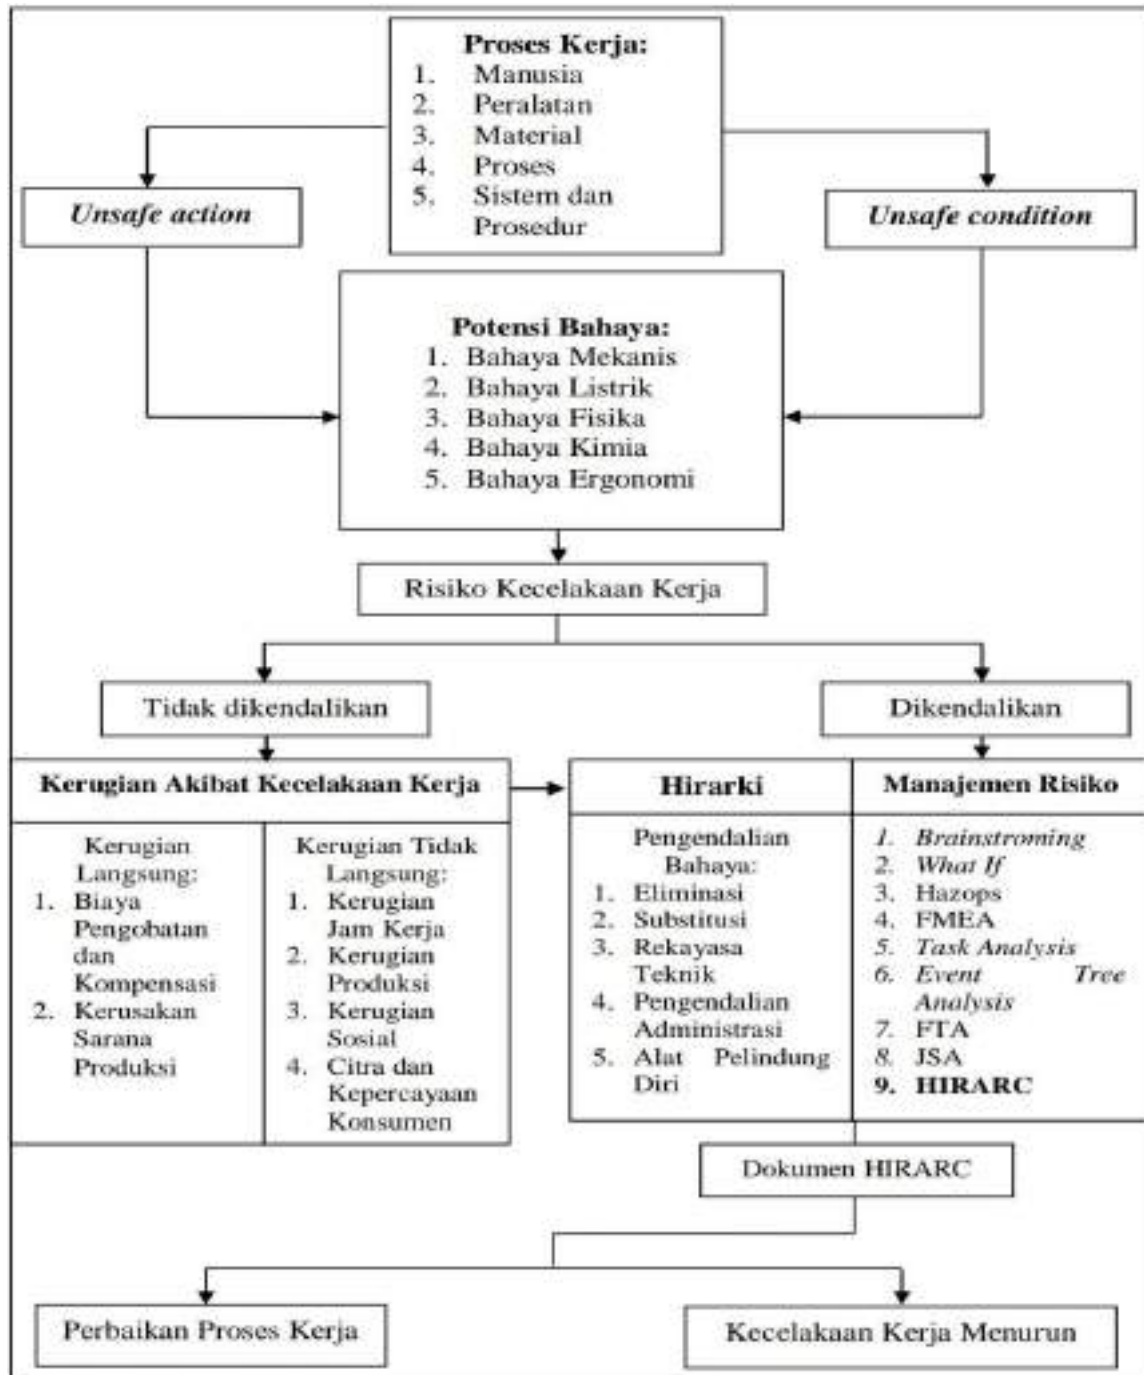 Proses Kerja:
1. Manusia
2. Peralatan
3. Material
4. Proses
5. Sistem dan
Prosedur
Unsafe action
Unsafe condition
Potensi Bahaya:
1. Bahaya Mekanis
2. Bahaya Listrik
3. Bahaya Fisika
4. Bahaya Kimia
5. Bahaya Ergonomi
Risiko Kecelakaan Kerja
Tidak dikendalikan
Dikendalikan
Kerugian Akibat Kecelakaan Kerja
Kerugian
Langsung:
1. Biaya
Pengobatan
dan
Kompensasi
2. Kerusakan
Sarana
Produksi
Kerugian Tidak
Langsung:
1. Kerugian
Jam Kerja
2. Kerugian
Produksi
3. Kerugian
Sosial
4. Citra dan
Kepercayaan
Konsumen
Hirarki
Pengendalian
Bahaya:
1. Eliminasi
2. Substitusi
3. Rekayasa
Teknik
4. Pengendalian
Administrasi
5. Alat Pelindung
Diri
Manajemen Risiko
1. Brainstroming
2. What If
3. Hazops
4. FMEA
5. Task Analysis
6. Event Tree
Analysis
7. FTA
8. JSA
9. HIRARC
Dokumen HIRARC
Perbaikan Proses Kerja
Kecelakaan Kerja Menurun